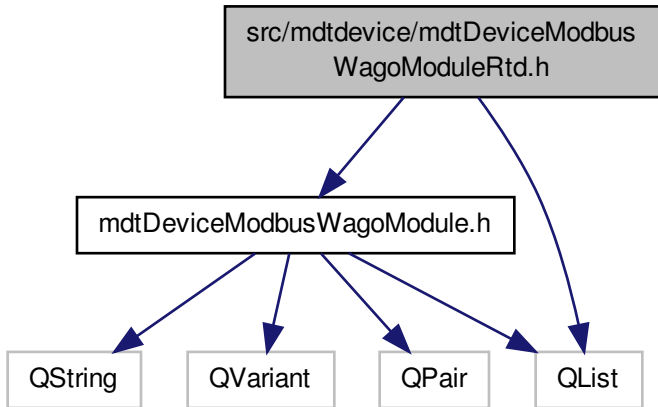 src/mdtdevice/mdtDeviceModbus
WagoModuleRtd.h
mdtDeviceModbusWagoModule.h
QString
QVariant
QPair
QList